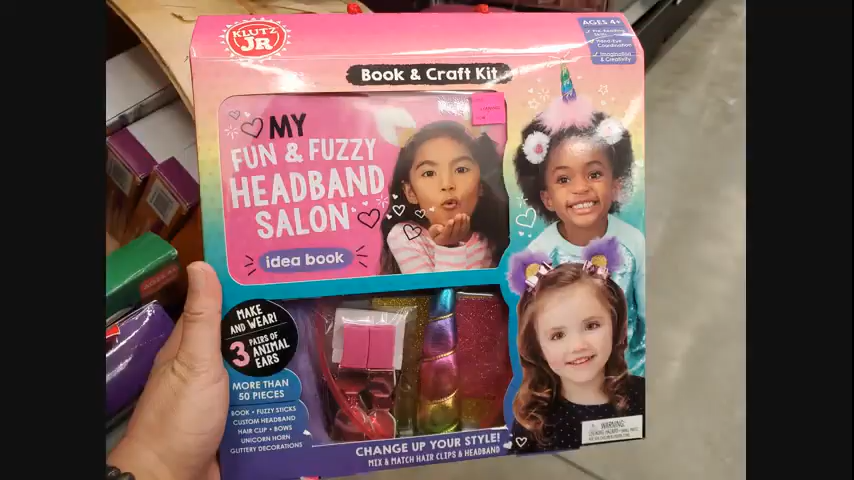 KLUTZ
JR
AGES 4+
Book & Craft Kit
MY
FUN & FUZZY
HEADBAND
SALON
idea book
MAKE
AND WEAR!
3 PAIRS OF
ANIMAL
EARS
MORE THAN
50 PIECES
BOOK • FUZZY STICKS
CUSTOM HEADBAND
HAIR CLIP • BOWS
UNICORN HORN
GLITTERY DECORATIONS
CHANGE UP YOUR STYLE!
MIX & MATCH HAIR CLIPS & HEADBAND
WARNING: